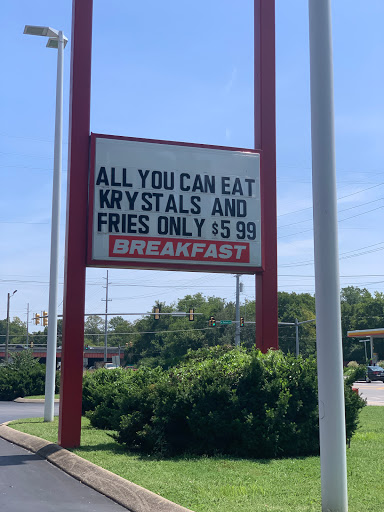 ALL YOU CAN EAT
KRYSTALS AND
FRIES ONLY $5 99
BREAKFAST